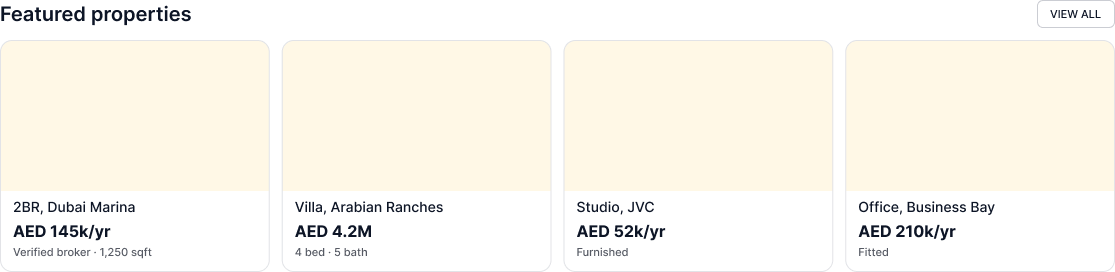 Featured properties
VIEW ALL
2BR, Dubai Marina
AED 145k/yr
Verified broker · 1,250 sqft
Villa, Arabian Ranches
AED 4.2M
4 bed · 5 bath
Studio, JVC
AED 52k/yr
Furnished
Office, Business Bay
AED 210k/yr
Fitted